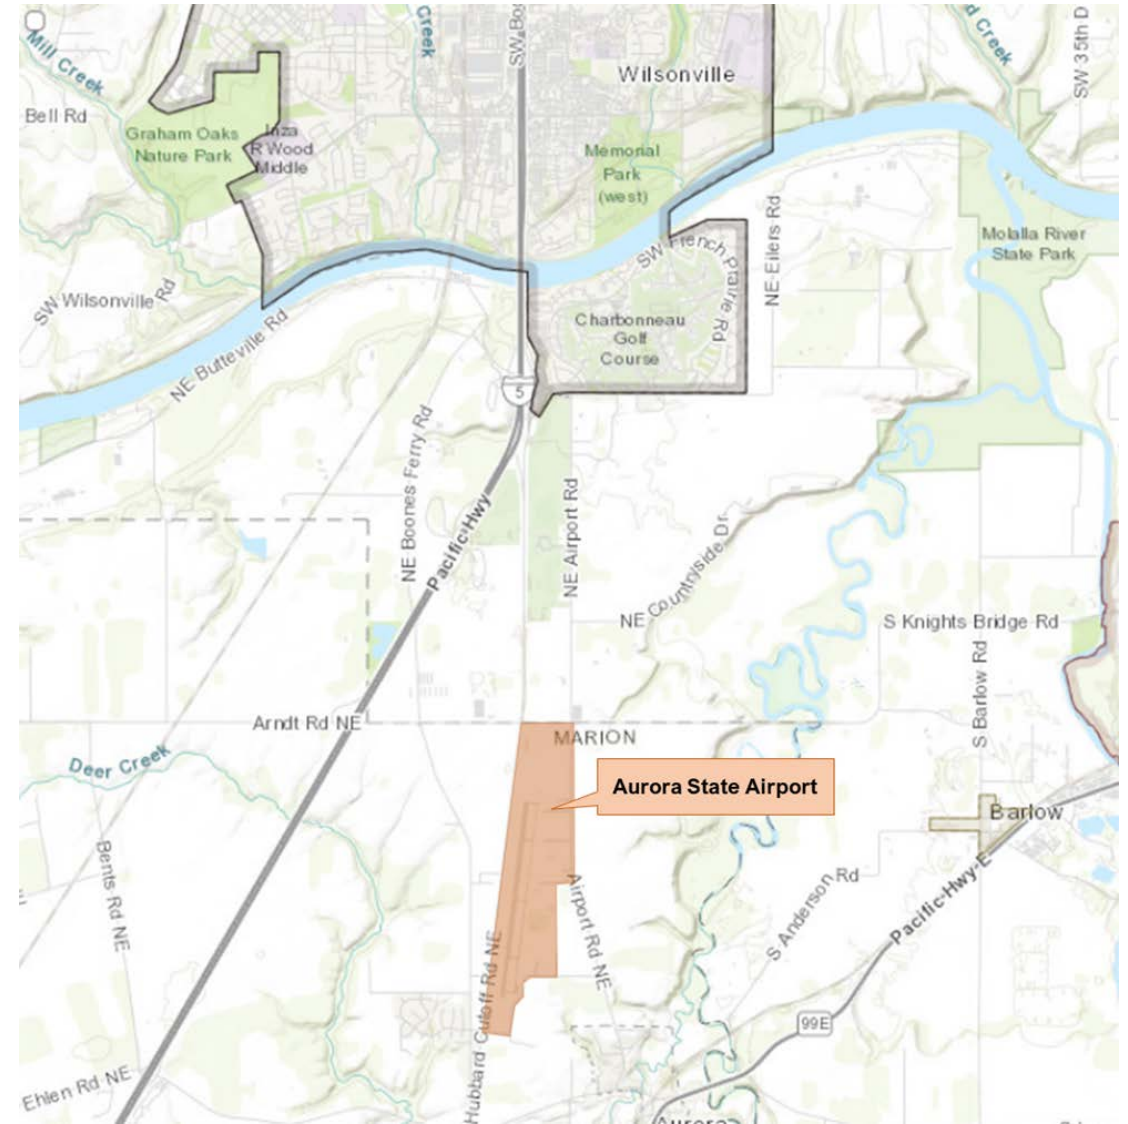 Mill Creek
Creek
SW Bo
d Creek
SW 35th D
Wilsonville
Bell Rd
Graham Oaks
Nature Park
Inza
R Wood
Middle
Memorial
Park
(west)
NE Eilers Rd
Molalla River
State Park
SW French Prairie Rd
SW Wilsonville Rd
NE Butteville Rd
Charbonneau
Golf
Course
5
NE Boones Ferry Rd
Pacific Hwy
NE Airport Rd
NE Countryside Dr
S Knights Bridge Rd
S Barlow Rd
Arndt Rd NE
MARION
Deer Creek
Aurora State Airport
Barlow
Bents Rd NE
Airport Rd NE
S Anderson Rd
Pacific Hwy E
Hubbard Cutoff Rd NE
99E
Ehlen Rd NE
Aurora